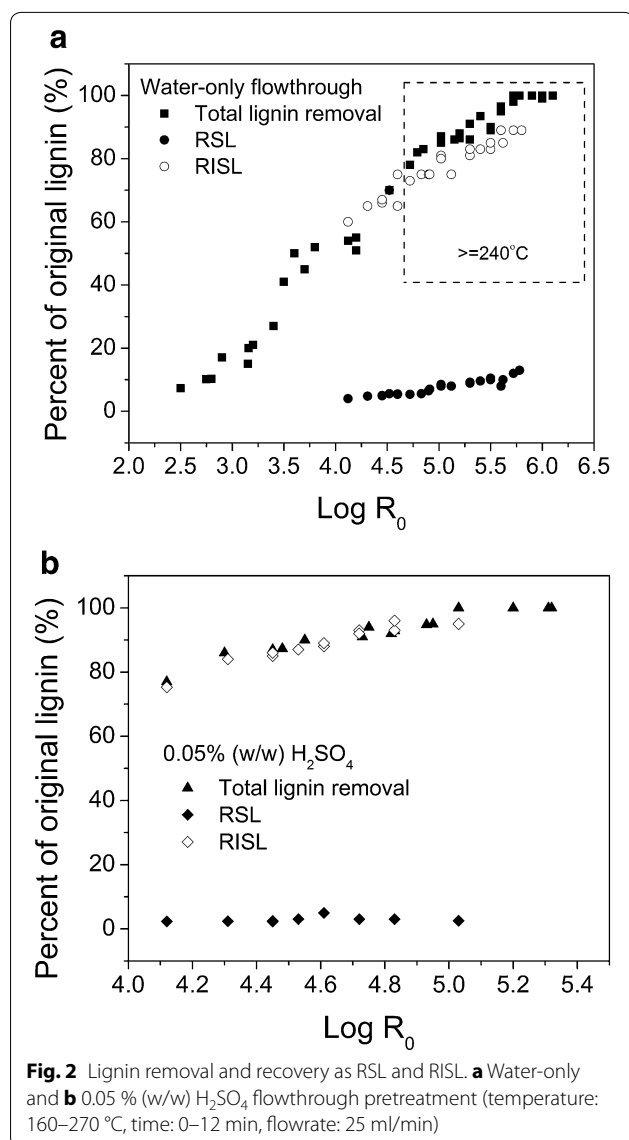 a
Water-only flowthrough
Total lignin removal
RSL
RISL
>=240°C
Percent of original lignin (%)
100
80
60
40
20
0
2.0 2.5 3.0 3.5 4.0 4.5 5.0 5.5 6.0 6.5
Log R₀
b
0.05% (w/w) H₂SO₄
Total lignin removal
RSL
RISL
Percent of original lignin (%)
100
80
60
40
20
0
4.0 4.2 4.4 4.6 4.8 5.0 5.2 5.4
Log R₀
Fig. 2 Lignin removal and recovery as RSL and RISL. a Water-only
and b 0.05 % (w/w) H₂SO₄ flowthrough pretreatment (temperature:
160–270 °C, time: 0–12 min, flowrate: 25 ml/min)